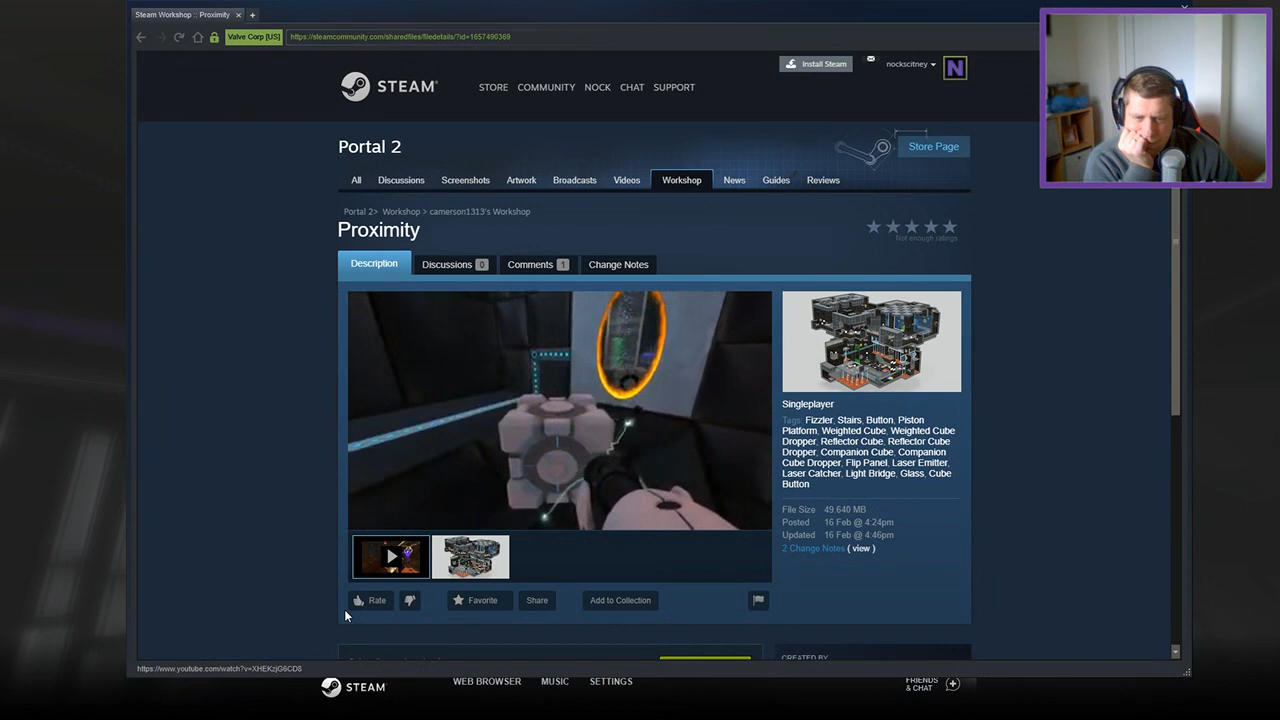 Steam Workshop :: Proximity
Valve Corp [US]
https://steamcommunity.com/sharedfiles/filedetails/?id=1657490369
Install Steam
nockscitney
N
STEAM
STORE COMMUNITY NOCK CHAT SUPPORT
Portal 2
Store Page
All Discussions Screenshots Artwork Broadcasts Videos Workshop News Guides Reviews
Portal 2> Workshop > camerson1313's Workshop
Proximity
Not enough ratings
Description Discussions 0 Comments 1 Change Notes
Singleplayer
Tags: Fizzler, Stairs, Button, Piston
Platform, Weighted Cube, Weighted Cube
Dropper, Reflector Cube, Reflector Cube
Dropper, Companion Cube, Companion
Cube Dropper, Flip Panel, Laser Emitter,
Laser Catcher, Light Bridge, Glass, Cube
Button
File Size 49.640 MB
Posted 16 Feb @ 4:24pm
Updated 16 Feb @ 4:46pm
2 Change Notes ( view )
Rate Favorite Share Add to Collection
CREATED BY
https://www.youtube.com/watch?v=XHEKzjG6CD8
STEAM
WEB BROWSER MUSIC SETTINGS
FRIENDS
& CHAT